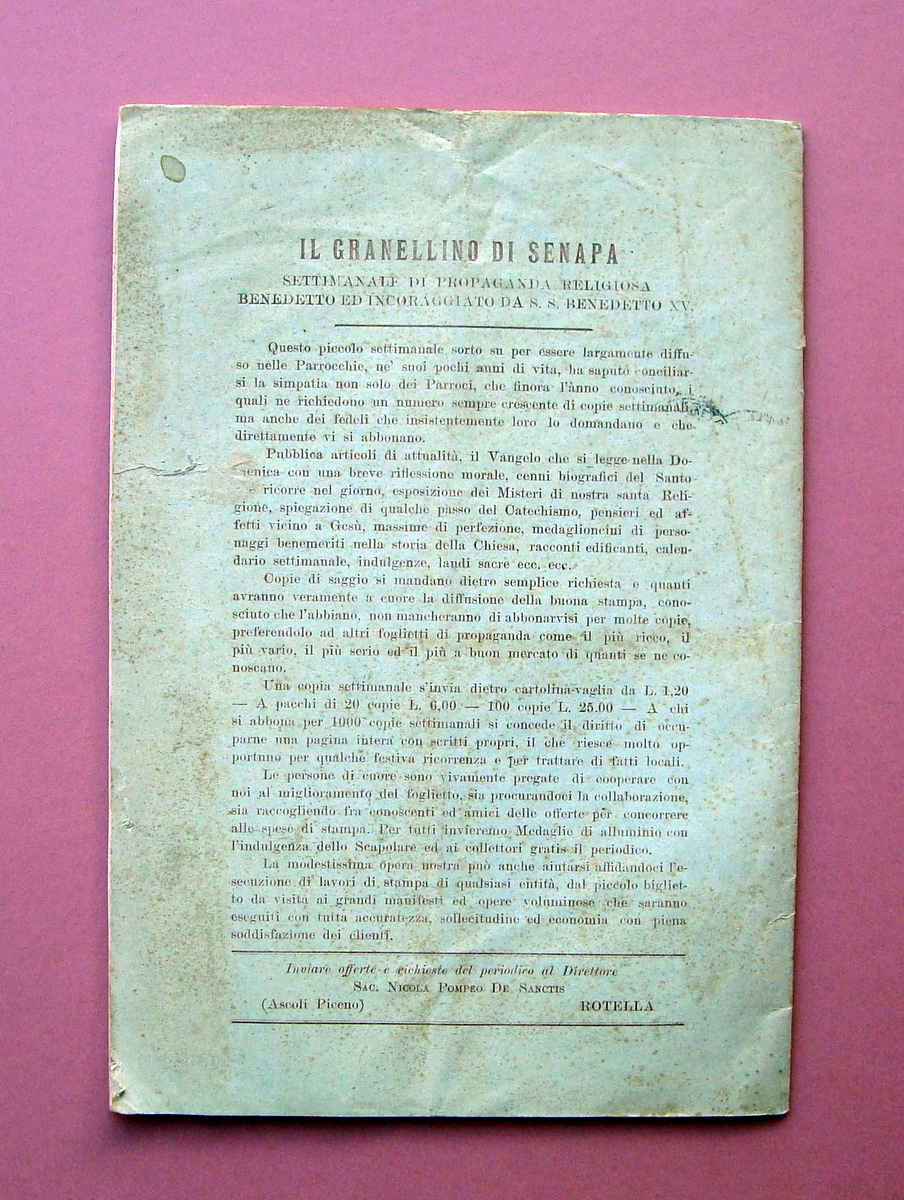 IL GRANELLINO DI SENAPA
SETTIMANALE DI PROPAGANDA RELIGIOSA
BENEDETTO ED INCORAGGIATO DA S. S. BENEDETTO XV.
Questo piccolo settimanale sorto su per essere largamente diffu-
so nelle Parrocchie, ne' suoi pochi anni di vita, ha saputo conciliar-
si la simpatia non solo dei Parroci, che finora l'ànno conosciuto, i
quali ne richiedono un numero sempre crescente di copie settimanali,
ma anche dei fedeli che insistentemente loro lo domandano e che
direttamente vi si abbonano.
Pubblica articoli di attualità, il Vangelo che si legge nella Do-
menica con una breve riflessione morale, cenni biografici del Santo
ricorre nel giorno, esposizione dei Misteri di nostra santa Reli-
gione, spiegazione di qualche passo del Catechismo, pensieri ed af-
fetti vicino a Gesù, massime di perfezione, medaglioncini di perso-
naggi benemeriti nella storia della Chiesa, racconti edificanti, calen-
dario settimanale, indulgenze, laudi sacre ecc. ecc.
Copie di saggio si mandano dietro semplice richiesta e quanti
avranno veramente a cuore la diffusione della buona stampa, cono-
sciuto che l'abbiano, non mancheranno di abbonarvisi per molte copie,
preferendolo ad altri foglietti di propaganda come il più ricco, il
più vario, il più serio ed il più a buon mercato di quanti se ne co-
noscano.
Una copia settimanale s'invia dietro cartolina-vaglia da L. 1,20
— A pacchi di 20 copie L. 6,00 — 100 copie L. 25.00 — A chi
si abbona per 1000 copie settimanali si concede il diritto di occu-
parne una pagina intera con scritti propri, il che riesce molto op-
portuno per qualche festiva ricorrenza e per trattare di fatti locali.
Le persone di cuore sono vivamente pregate di cooperare con
noi al miglioramento del foglietto, sia procurandoci la collaborazione,
sia raccogliendo fra conoscenti ed amici delle offerte per concorrere
alle spese di stampa. Per tutti invieremo Medaglie di alluminio con
l'indulgenza dello Scapolare ed ai collettori gratis il periodico.
La modestissima opera nostra può anche aiutarsi affidandoci l'e-
secuzione di lavori di stampa di qualsiasi entità, dal piccolo bigliet-
to da visita ai grandi manifesti ed opere voluminose che saranno
eseguiti con tutta accuratezza, sollecitudine ed economia con piena
soddisfazione dei clienti.
Inviare offerte e richieste del periodico al Direttore
SAC. NICOLA POMPEO DE SANCTIS
(Ascoli Piceno) ROTELLA